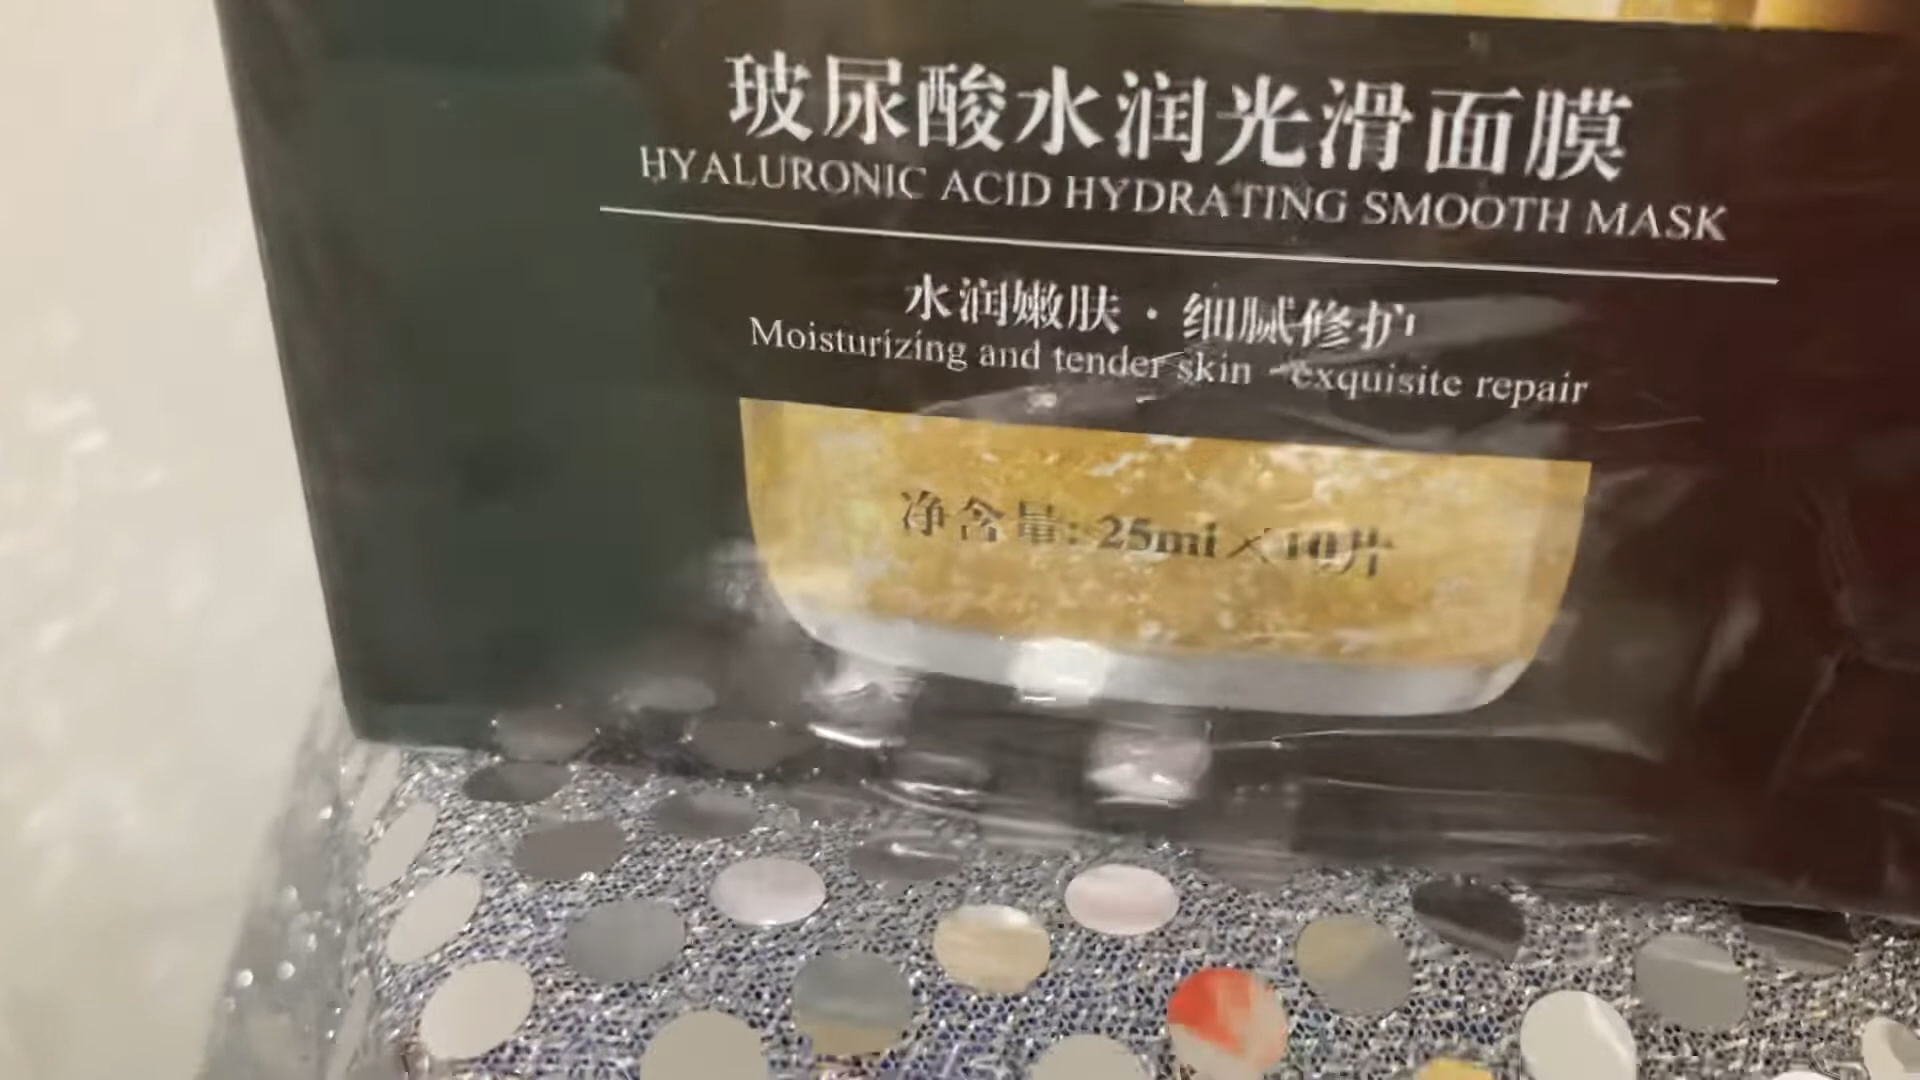 玻尿酸水润光滑面膜
HYALURONIC ACID HYDRATING SMOOTH MASK
水润嫩肤·细腻修护
Moisturizing and tender skin - exquisite repair
净含量: 25ml×10片